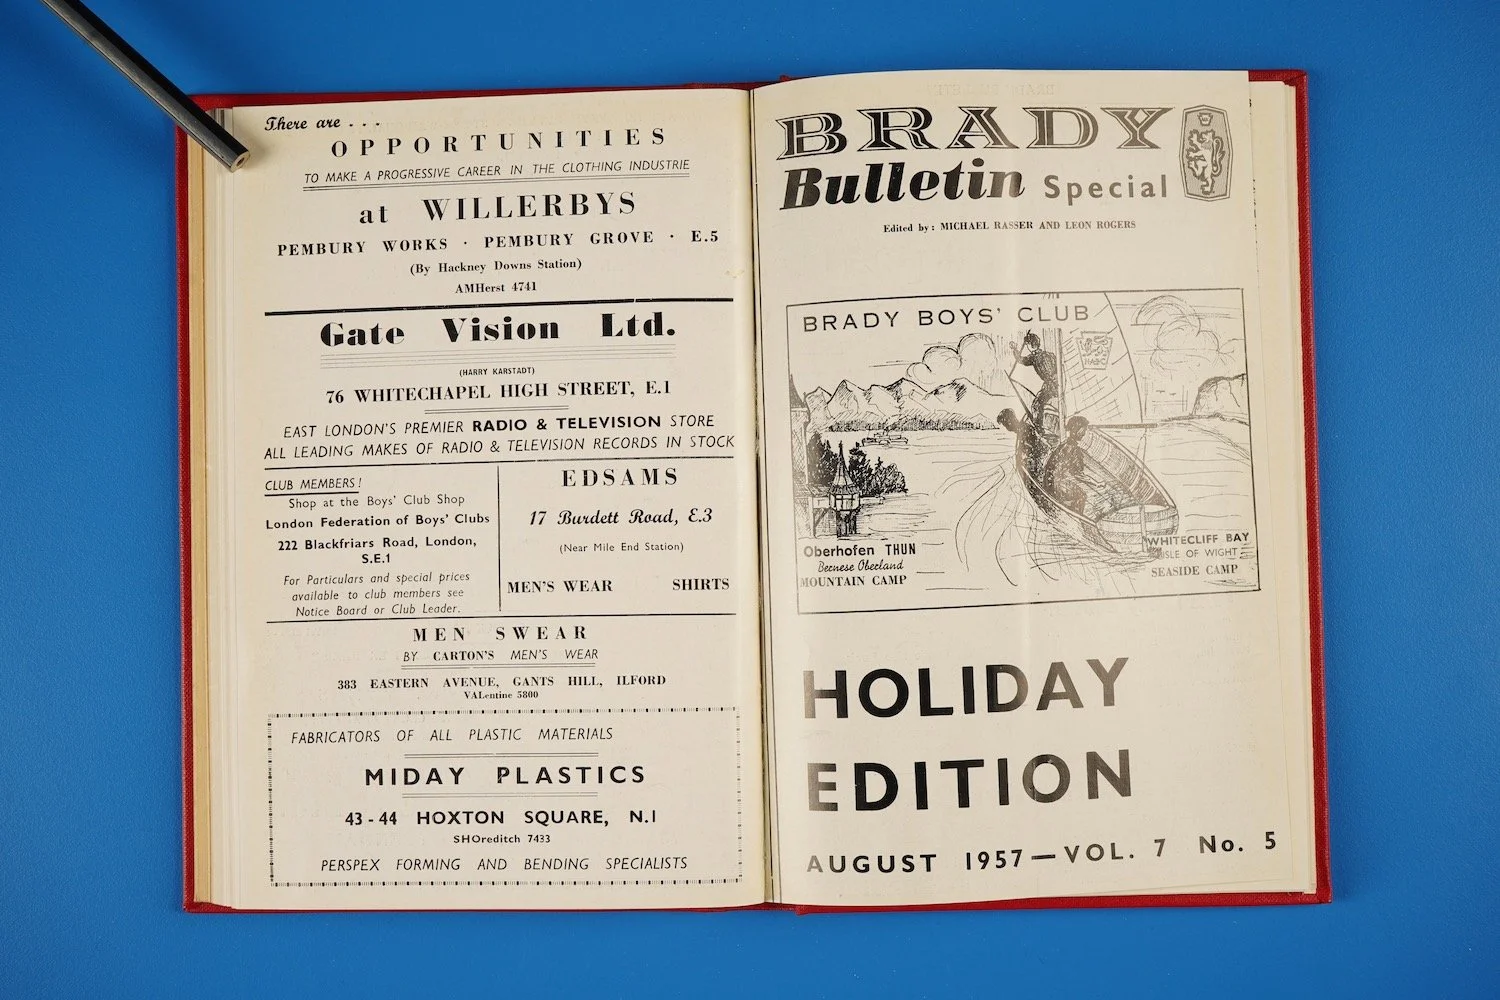 There are . . .
OPPORTUNITIES
TO MAKE A PROGRESSIVE CAREER IN THE CLOTHING INDUSTRIE
at WILLERBYS
PEMBURY WORKS · PEMBURY GROVE · E.5
(By Hackney Downs Station)
AMHerst 4741
Gate Vision Ltd.
(HARRY KARSTADT)
76 WHITECHAPEL HIGH STREET, E.1
EAST LONDON'S PREMIER RADIO & TELEVISION STORE
ALL LEADING MAKES OF RADIO & TELEVISION RECORDS IN STOCK
CLUB MEMBERS!
Shop at the Boys' Club Shop
London Federation of Boys' Clubs
222 Blackfriars Road, London,
S.E.1
For Particulars and special prices
available to club members see
Notice Board or Club Leader.
EDSAMS
17 Burdett Road, E.3
(Near Mile End Station)
MEN'S WEAR SHIRTS
MEN SWEAR
BY CARTON'S MEN'S WEAR
383 EASTERN AVENUE, GANTS HILL, ILFORD
VALentine 5800
FABRICATORS OF ALL PLASTIC MATERIALS
MIDAY PLASTICS
43-44 HOXTON SQUARE, N.1
SHOreditch 7433
PERSPEX FORMING AND BENDING SPECIALISTS
BRADY
Bulletin Special
Edited by: MICHAEL RASSER AND LEON ROGERS
BRADY BOYS' CLUB
Oberhofen THUN
Bernese Oberland
MOUNTAIN CAMP
WHITECLIFF BAY
ISLE OF WIGHT
SEASIDE CAMP
HOLIDAY
EDITION
AUGUST 1957—VOL. 7 No. 5